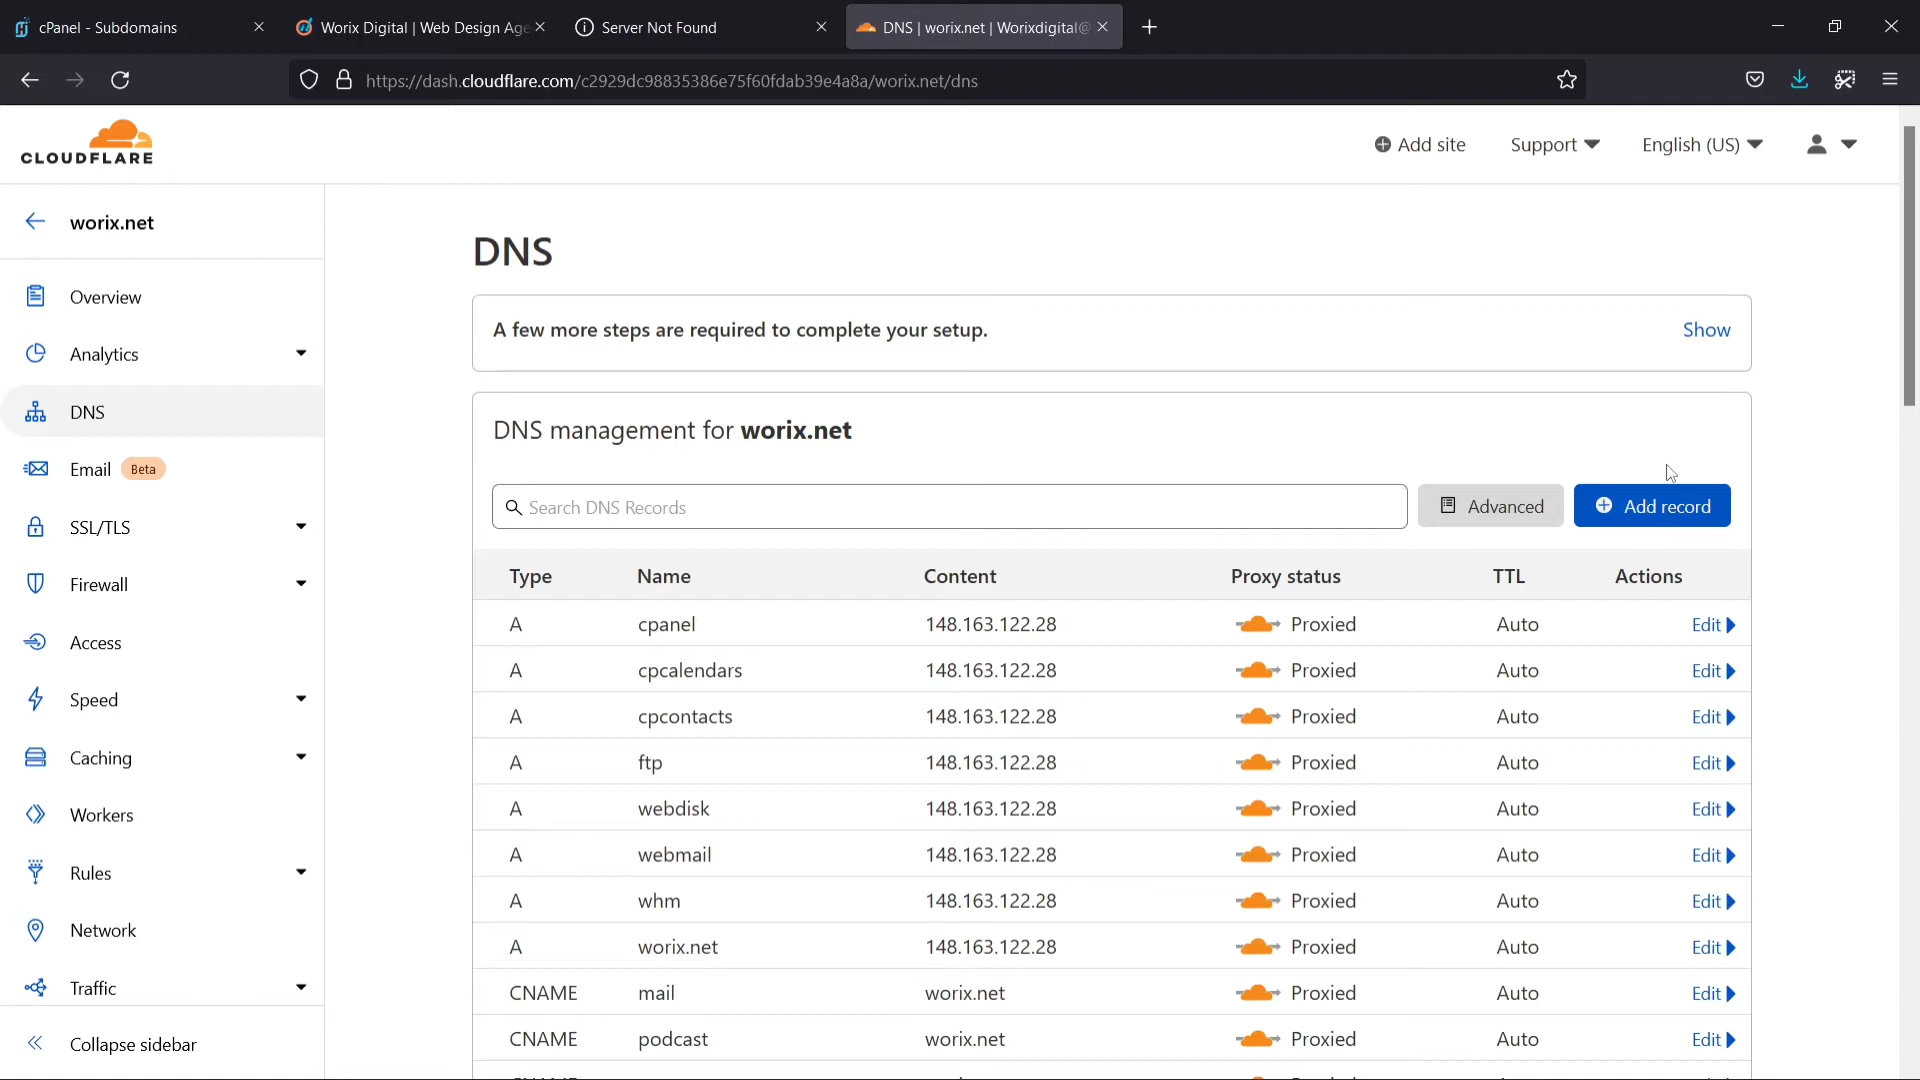 cPanel - Subdomains
Worix Digital | Web Design Age
Server Not Found
DNS | worix.net | Worixdigital@
https://dash.cloudflare.com/c2929dc98835386e75f60fdab39e4a8a/worix.net/dns
CLOUDFLARE
Add site
Support
English (US)
worix.net
Overview
Analytics
DNS
Email Beta
SSL/TLS
Firewall
Access
Speed
Caching
Workers
Rules
Network
Traffic
Collapse sidebar
DNS
A few more steps are required to complete your setup.
Show
DNS management for worix.net
Search DNS Records
Advanced
Add record
Type Name Content Proxy status TTL Actions
A cpanel 148.163.122.28 Proxied Auto Edit
A cpcalendars 148.163.122.28 Proxied Auto Edit
A cpcontacts 148.163.122.28 Proxied Auto Edit
A ftp 148.163.122.28 Proxied Auto Edit
A webdisk 148.163.122.28 Proxied Auto Edit
A webmail 148.163.122.28 Proxied Auto Edit
A whm 148.163.122.28 Proxied Auto Edit
A worix.net 148.163.122.28 Proxied Auto Edit
CNAME mail worix.net Proxied Auto Edit
CNAME podcast worix.net Proxied Auto Edit